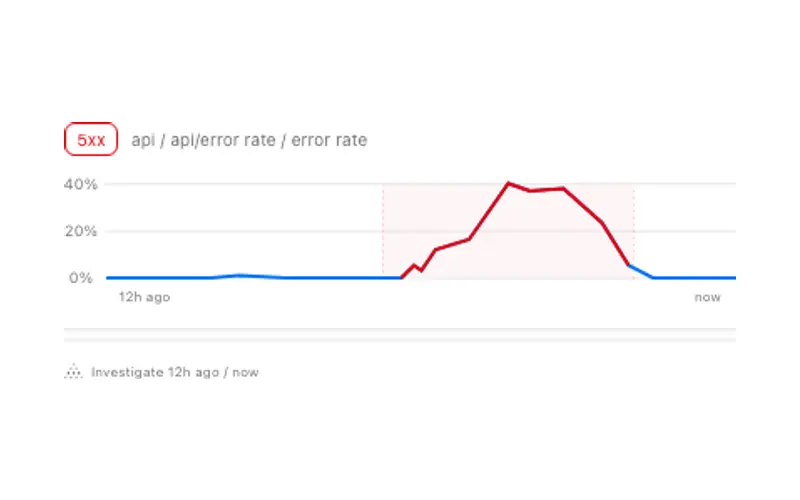 5xx api / api/error rate / error rate
40%
20%
0%
12h ago now
Investigate 12h ago / now